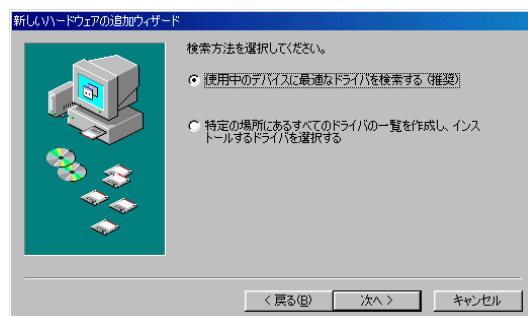 新しいハードウェアの追加ウィザード
検索方法を選択してください。
使用中のデバイスに最適なドライバを検索する (推奨)
特定の場所にあるすべてのドライバの一覧を作成し、インス
トールするドライバを選択する
< 戻る(B)
次へ >
キャンセル